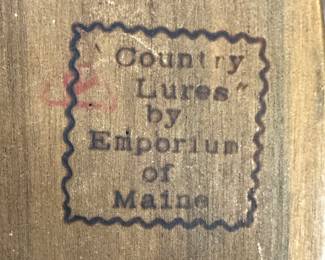 "Country
Lures"
by
Emporium
of
Maine